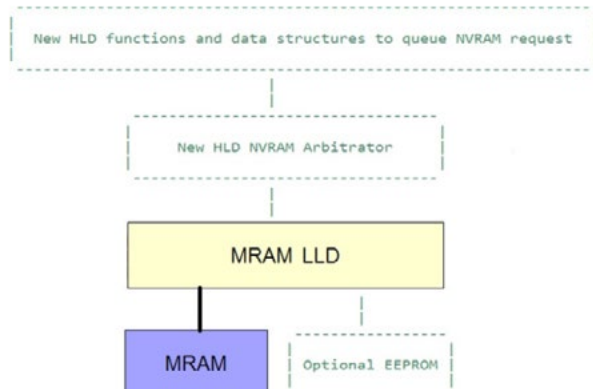 New HLD functions and data structures to queue NVRAM request
New HLD NVRAM Arbitrator
MRAM LLD
MRAM
Optional EEPROM